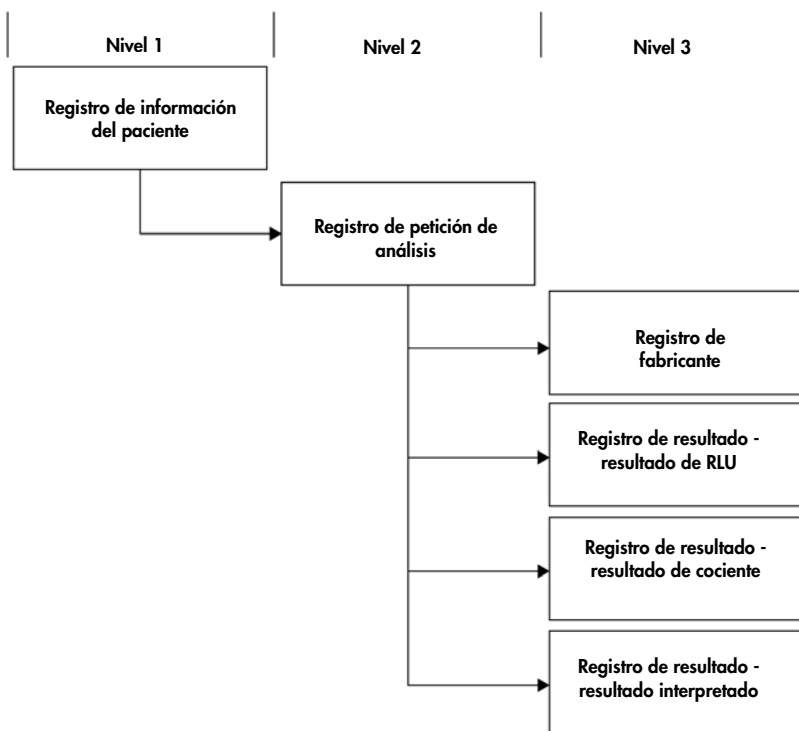 Nivel 1
Nivel 2
Nivel 3
Registro de información
del paciente
Registro de petición de
análisis
Registro de
fabricante
Registro de resultado -
resultado de RLU
Registro de resultado -
resultado de cociente
Registro de resultado -
resultado interpretado